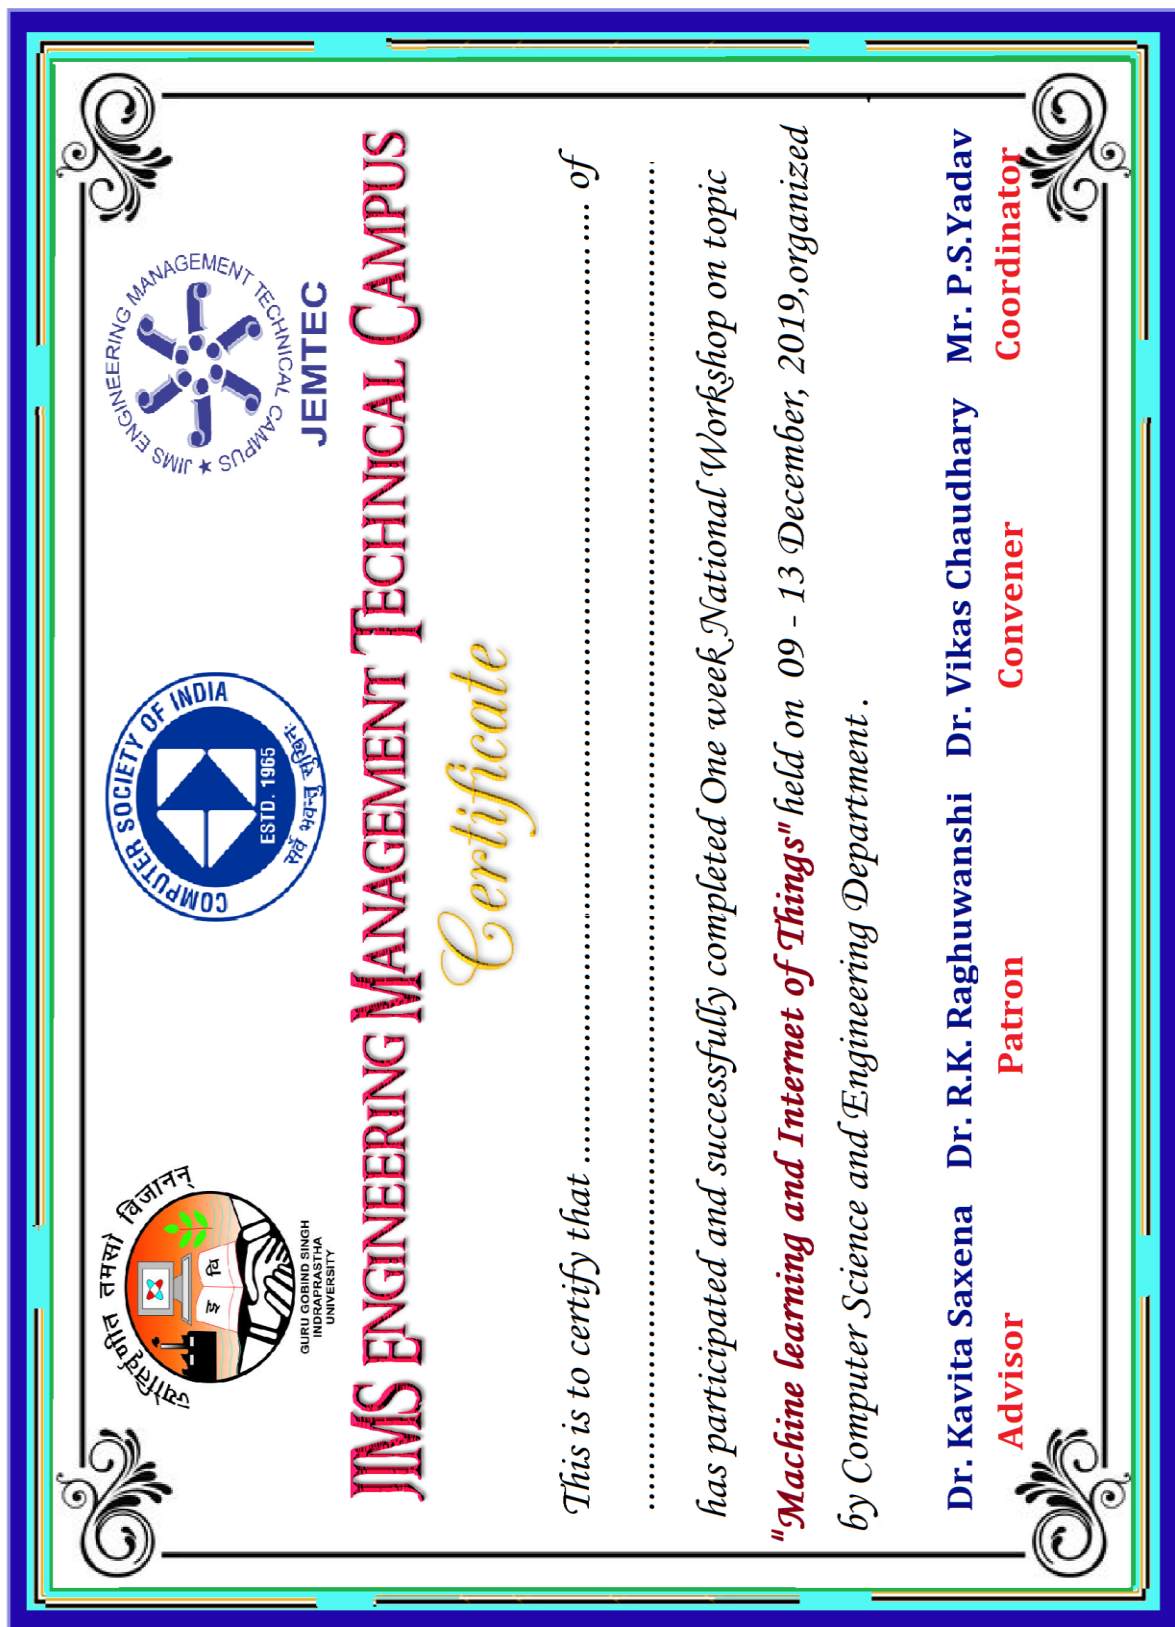 ज्योतिर्वृणीत तमसो विजानन्
GURU GOBIND SINGH
INDRAPRASTHA
UNIVERSITY
COMPUTER SOCIETY OF INDIA
ESTD. 1965
JIMS ENGINEERING MANAGEMENT TECHNICAL CAMPUS ★
JEMTEC
JIMS ENGINEERING MANAGEMENT TECHNICAL CAMPUS
Certificate
This is to certify that ........................................ of
................................................................................
has participated and successfully completed One week National Workshop on topic
"Machine learning and Internet of Things" held on 09 - 13 December, 2019,organized
by Computer Science and Engineering Department .
Dr. Kavita Saxena Dr. R.K. Raghuwanshi Dr. Vikas Chaudhary Mr. P.S.Yadav
Advisor Patron Convener Coordinator